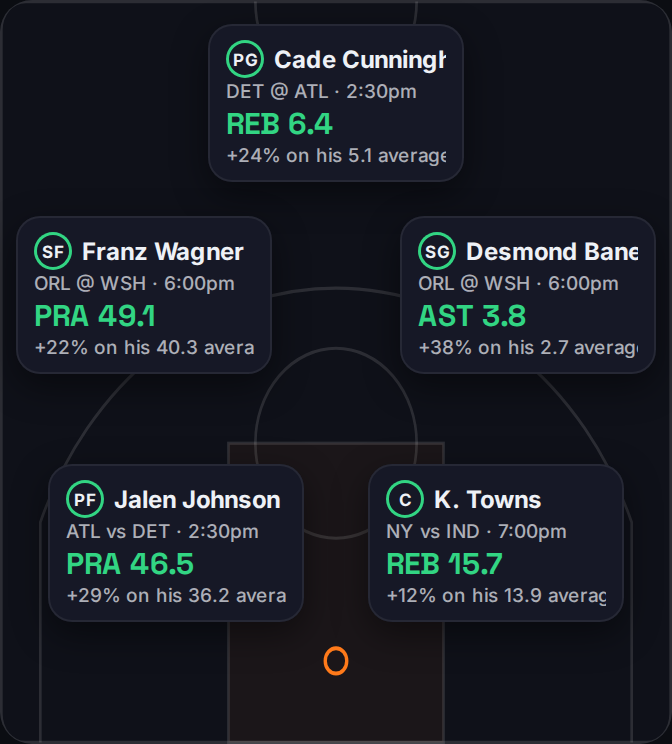 PG Cade Cunningh
DET @ ATL · 2:30pm
REB 6.4
+24% on his 5.1 average
SF Franz Wagner
ORL @ WSH · 6:00pm
PRA 49.1
+22% on his 40.3 avera
SG Desmond Bane
ORL @ WSH · 6:00pm
AST 3.8
+38% on his 2.7 average
PF Jalen Johnson
ATL vs DET · 2:30pm
PRA 46.5
+29% on his 36.2 avera
C K. Towns
NY vs IND · 7:00pm
REB 15.7
+12% on his 13.9 averag